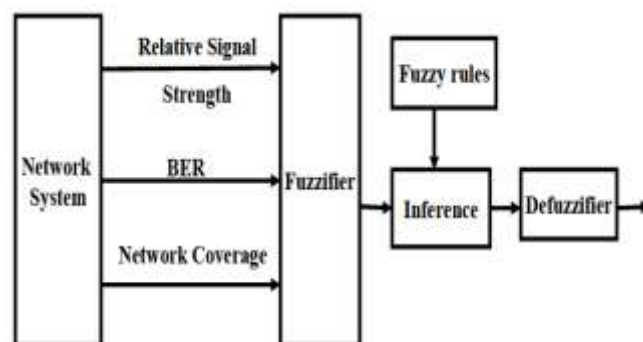 Relative Signal
Strength
Fuzzy rules
Network
System
BER
Fuzzifier
Inference
Defuzzifier
Network Coverage